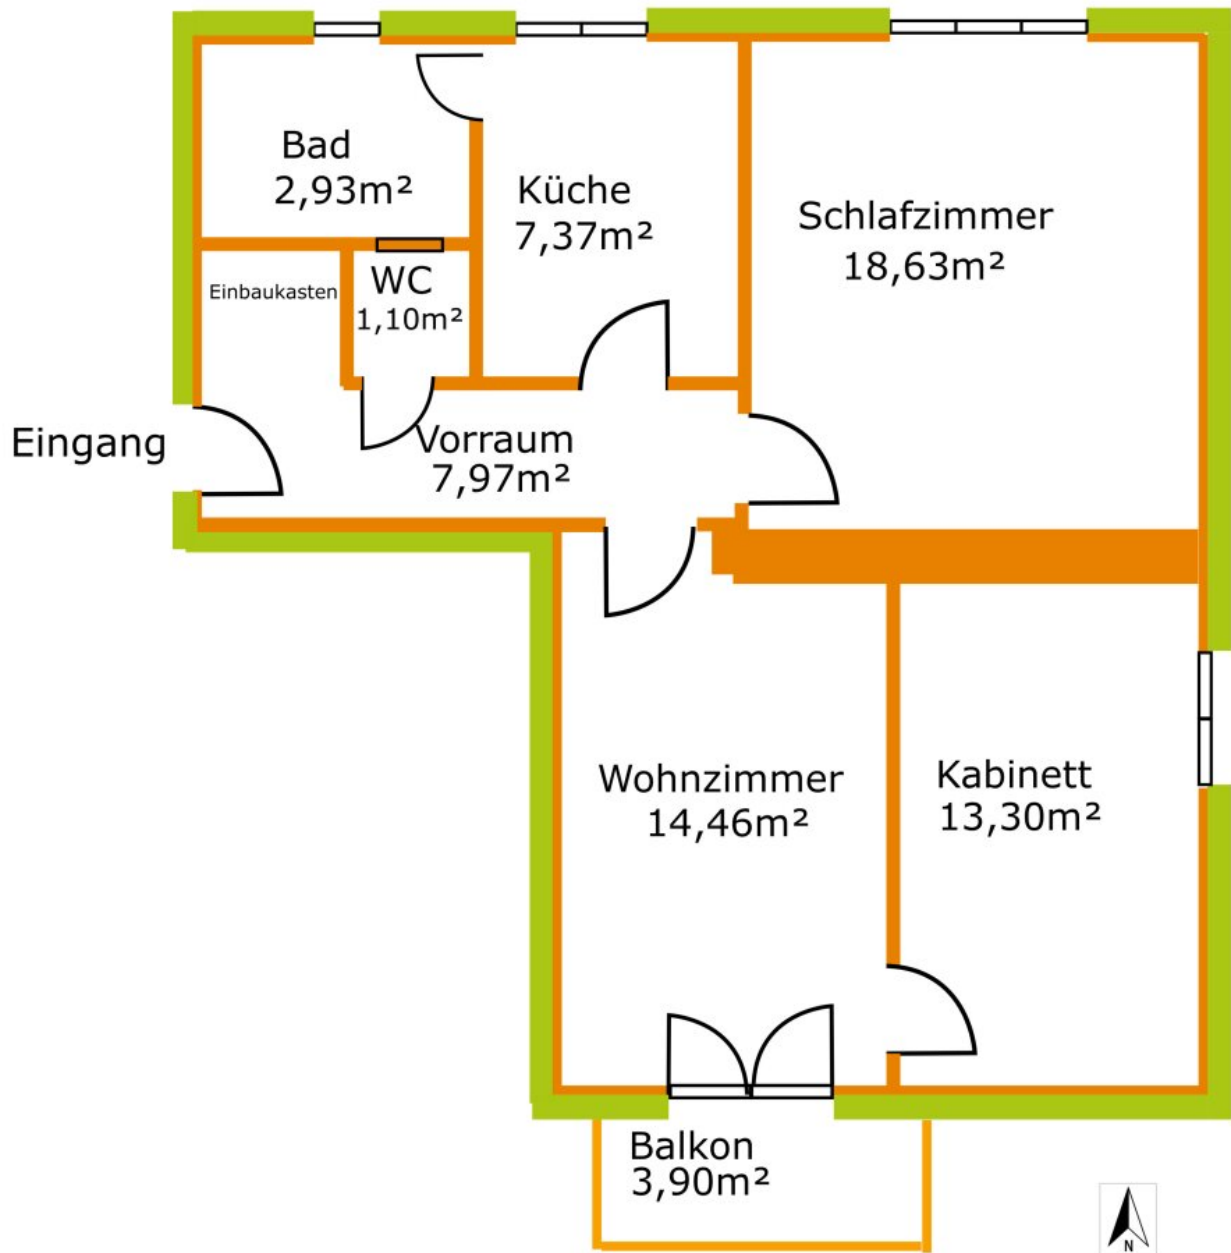 Bad
2,93m²
Küche
7,37m²
Schlafzimmer
18,63m²
Einbaukasten
WC
1,10m²
Eingang
Vorraum
7,97m²
Wohnzimmer
14,46m²
Kabinett
13,30m²
Balkon
3,90m²
N